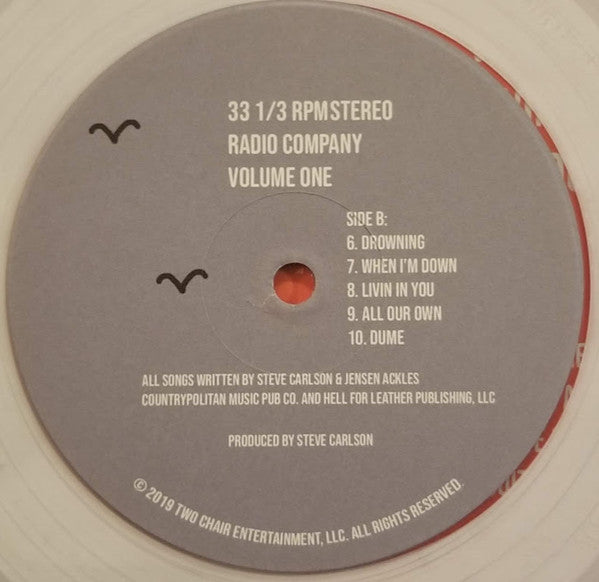 33 1/3 RPM STEREO
RADIO COMPANY
VOLUME ONE
SIDE B:
6. DROWNING
7. WHEN I'M DOWN
8. LIVIN IN YOU
9. ALL OUR OWN
10. DUME
ALL SONGS WRITTEN BY STEVE CARLSON & JENSEN ACKLES
COUNTRYPOLITAN MUSIC PUB CO. AND HELL FOR LEATHER PUBLISHING, LLC
PRODUCED BY STEVE CARLSON
© 2019 TWO CHAIR ENTERTAINMENT, LLC. ALL RIGHTS RESERVED.